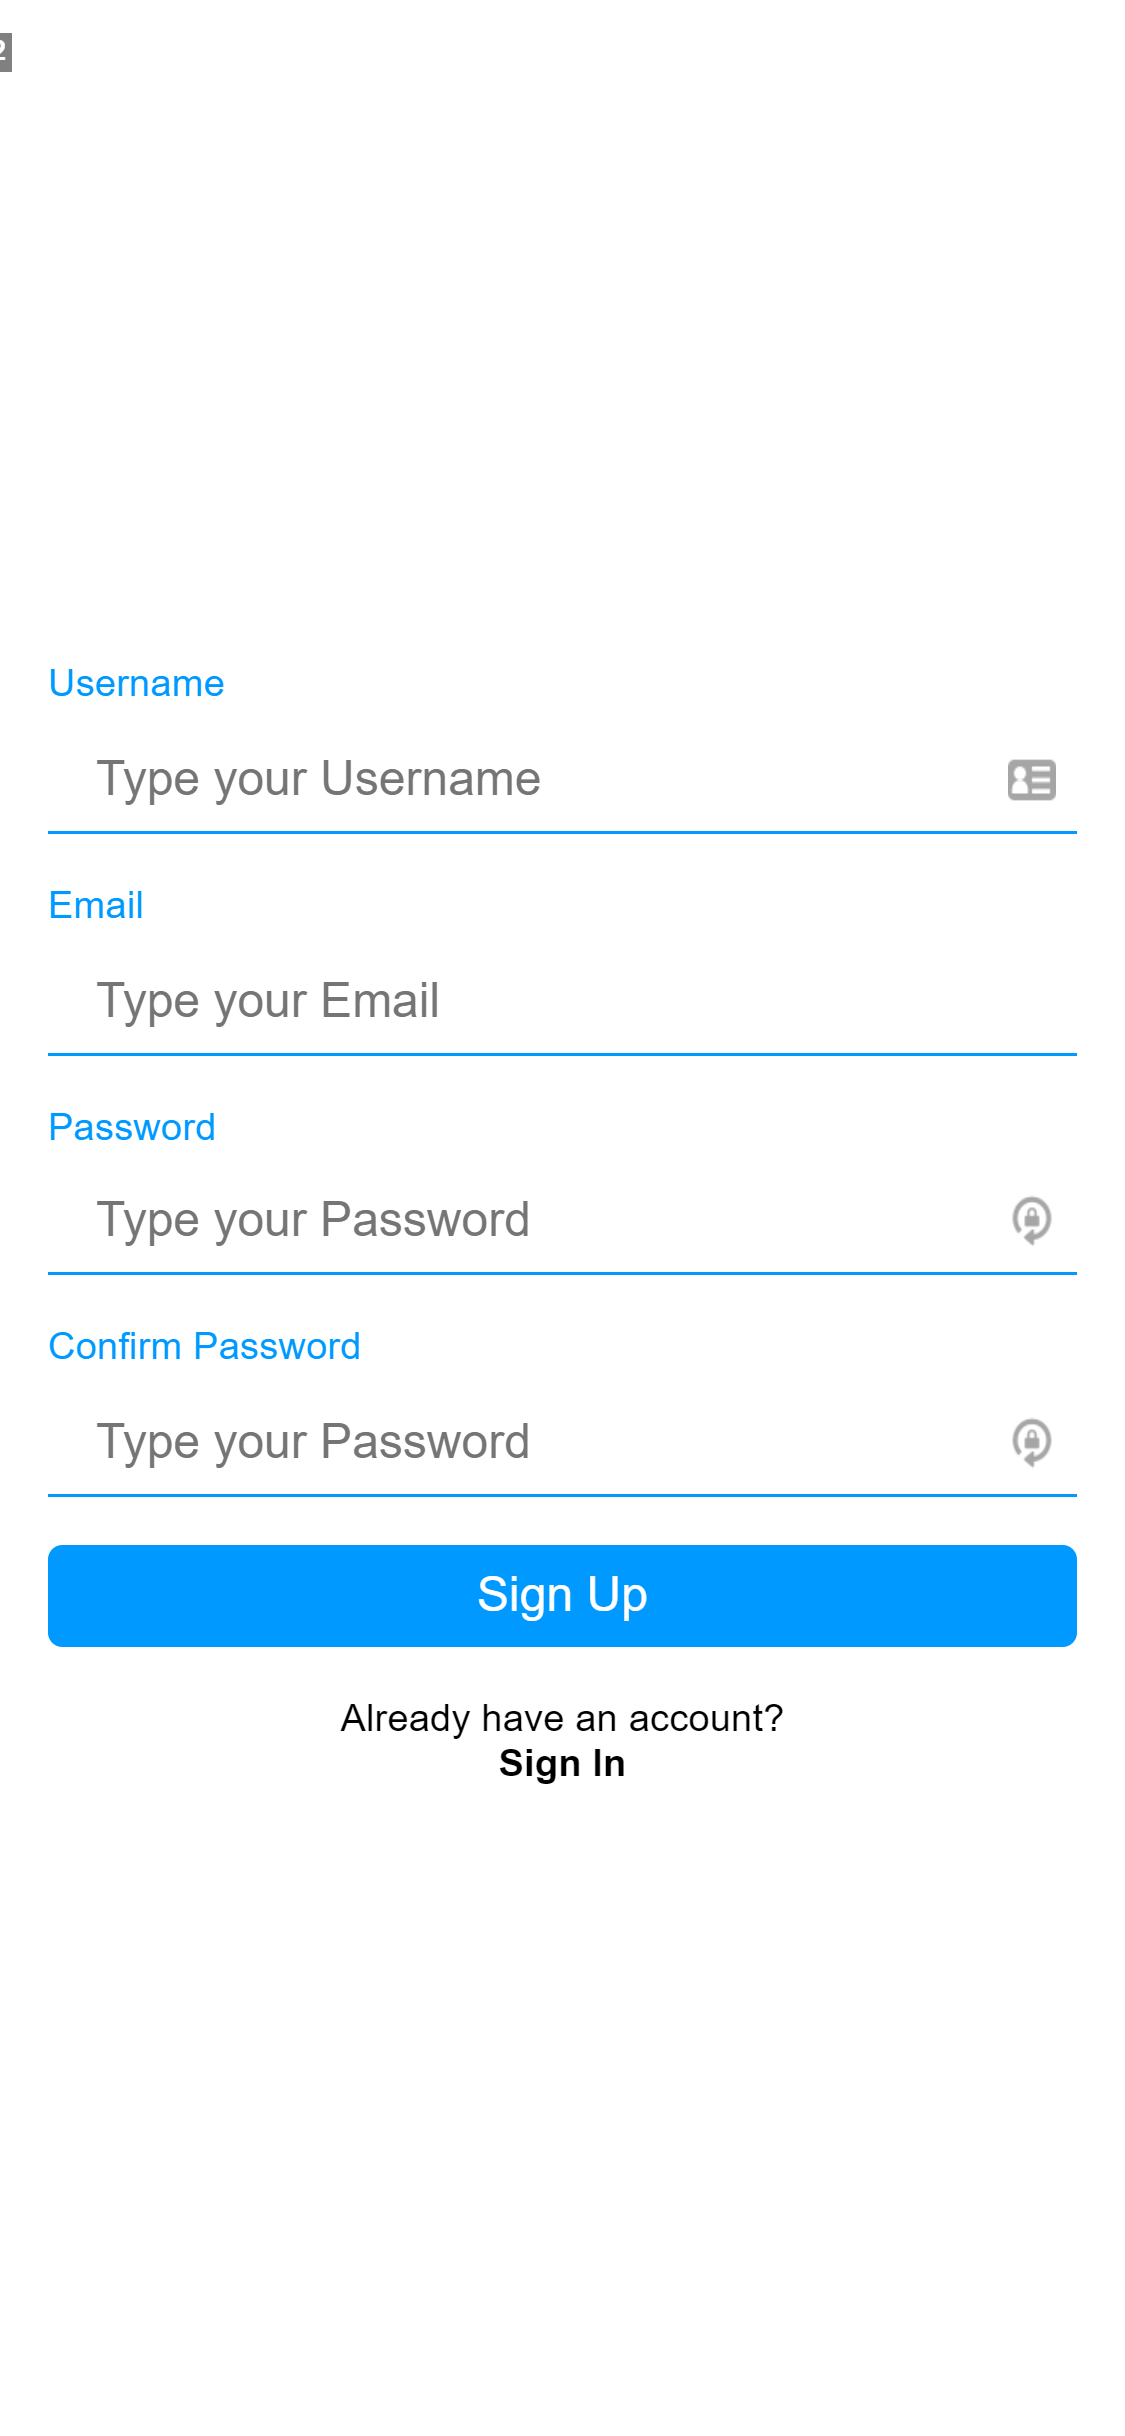 2
Username
Type your Username
Email
Type your Email
Password
Type your Password
Confirm Password
Type your Password
Sign Up
Already have an account?
Sign In